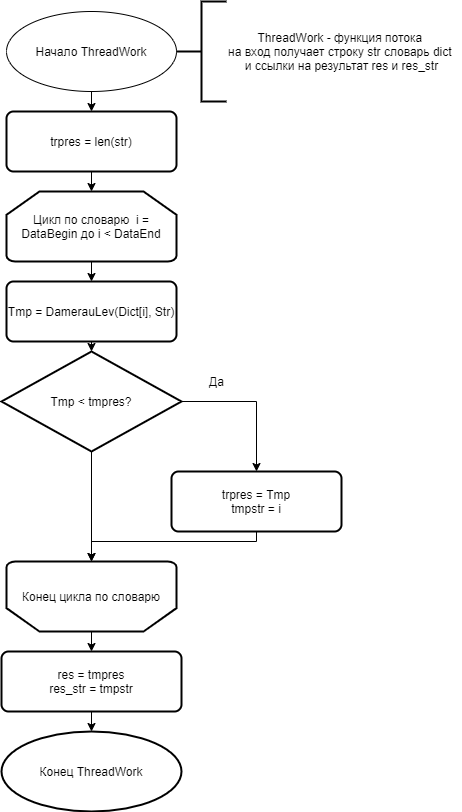 Начало ThreadWork
ThreadWork - функция потока
на вход получает строку str словарь dict
и ссылки на результат res и res_str
trpres = len(str)
Цикл по словарю i =
DataBegin до i < DataEnd
Tmp = DamerauLev(Dict[i], Str)
Tmp < tmpres?
Да
trpres = Tmp
tmpstr = i
Конец цикла по словарю
res = tmpres
res_str = tmpstr
Конец ThreadWork